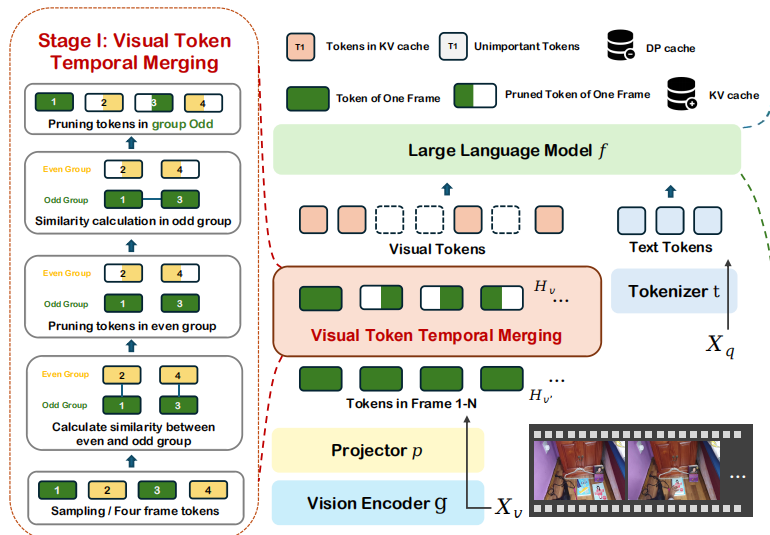 Stage I: Visual Token
Temporal Merging
1 2 3 4
Pruning tokens in group Odd
Even Group 2 4
Odd Group 1 3
Similarity calculation in odd group
Even Group 2 4
Odd Group 1 3
Pruning tokens in even group
Even Group 2 4
Odd Group 1 3
Calculate similarity between
even and odd group
1 2 3 4
Sampling / Four frame tokens
T1 Tokens in KV cache T1 Unimportant Tokens DP cache
Token of One Frame Pruned Token of One Frame KV cache
Large Language Model f
Visual Tokens
Text Tokens
H_v ...
Visual Token Temporal Merging
Tokenizer t
X_q
...
Tokens in Frame 1-N H_v'
Projector p
Vision Encoder g
X_v
...